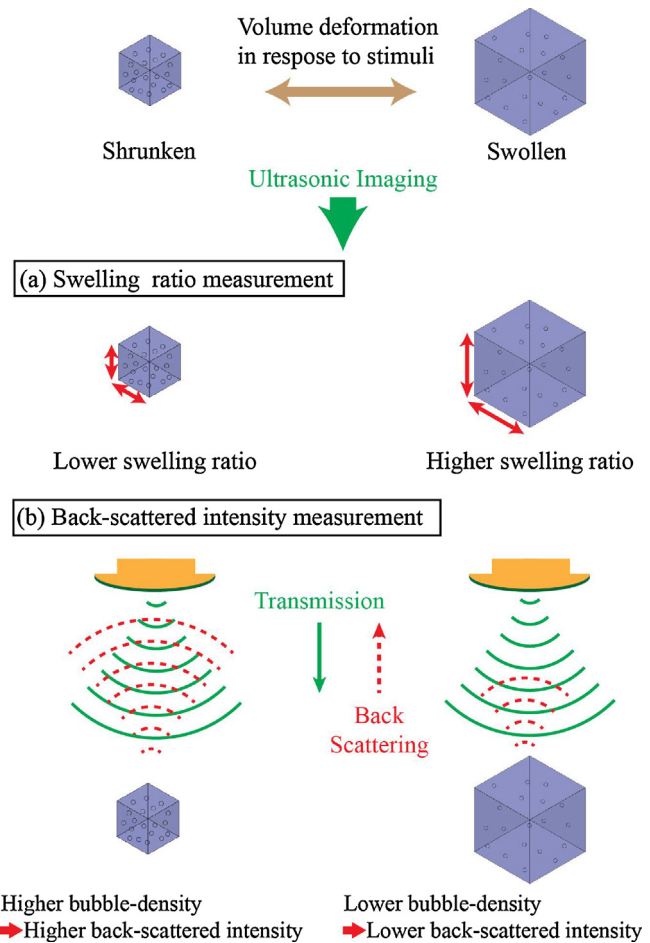 Volume deformation
in respose to stimuli
Shrunken
Swollen
Ultrasonic Imaging
(a) Swelling ratio measurement
Lower swelling ratio
Higher swelling ratio
(b) Back-scattered intensity measurement
Transmission
Back
Scattering
Higher bubble-density
Higher back-scattered intensity
Lower bubble-density
Lower back-scattered intensity